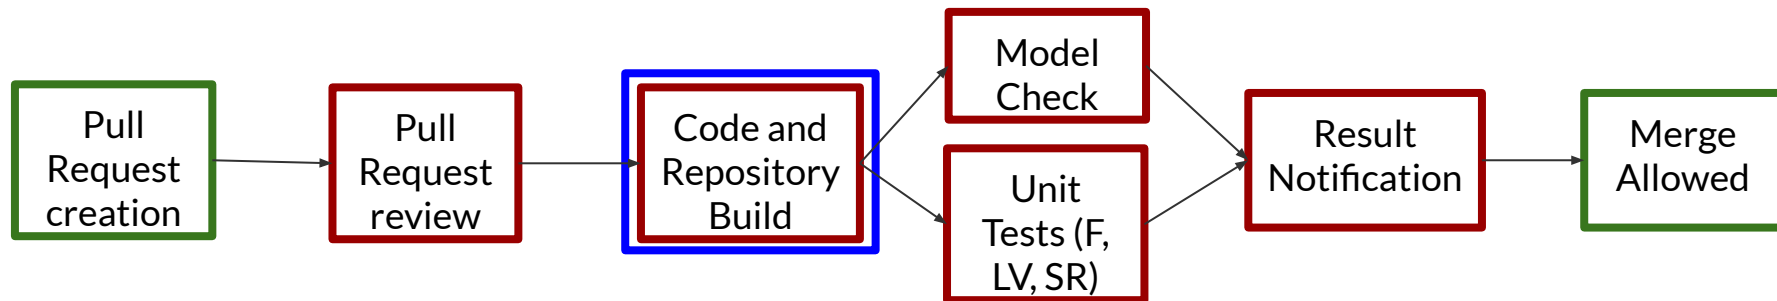 Pull
Request
creation
Pull
Request
review
Code and
Repository
Build
Model
Check
Unit
Tests (F,
LV, SR)
Result
Notification
Merge
Allowed